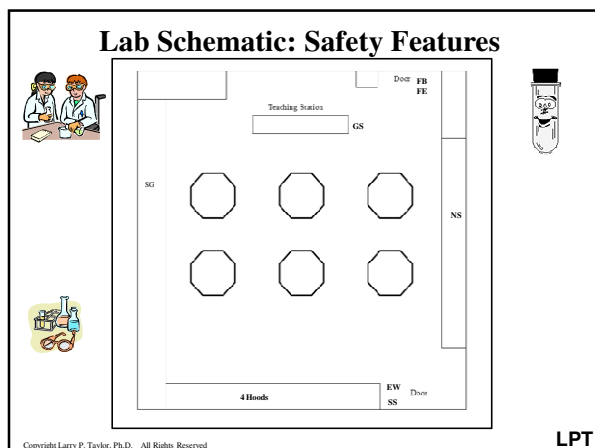 Lab Schematic: Safety Features
Door FB
FE
Teaching Station
GS
SG
NS
EW
4 Hoods
Door
SS
Copyright Larry P. Taylor, Ph.D. All Rights Reserved
LPT